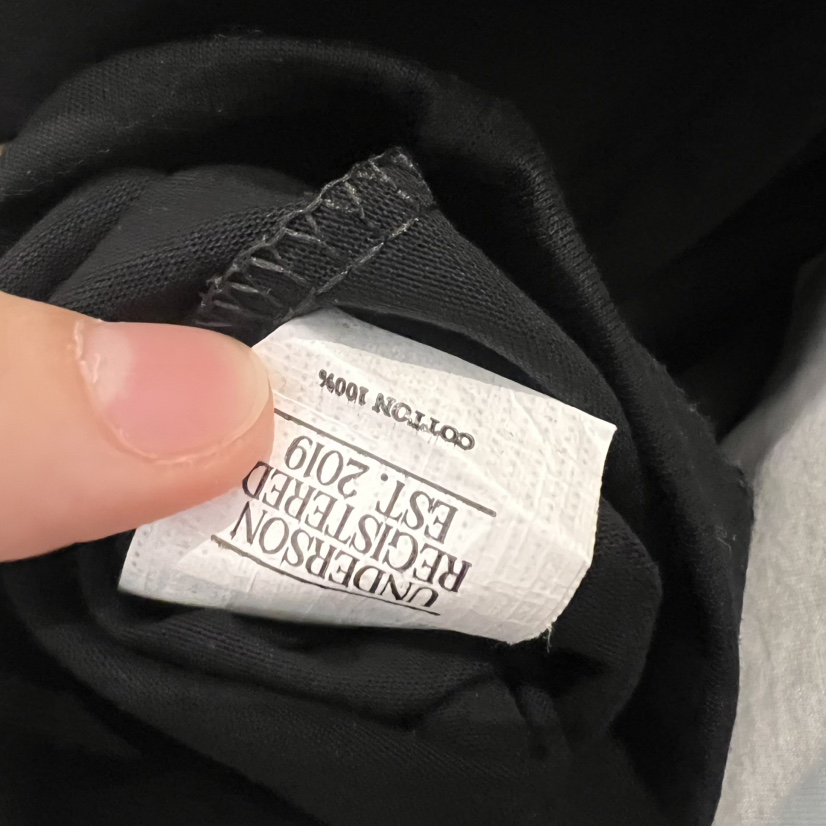 UNDERSON
REGISTERED
EST. 2019
COTTON 100%